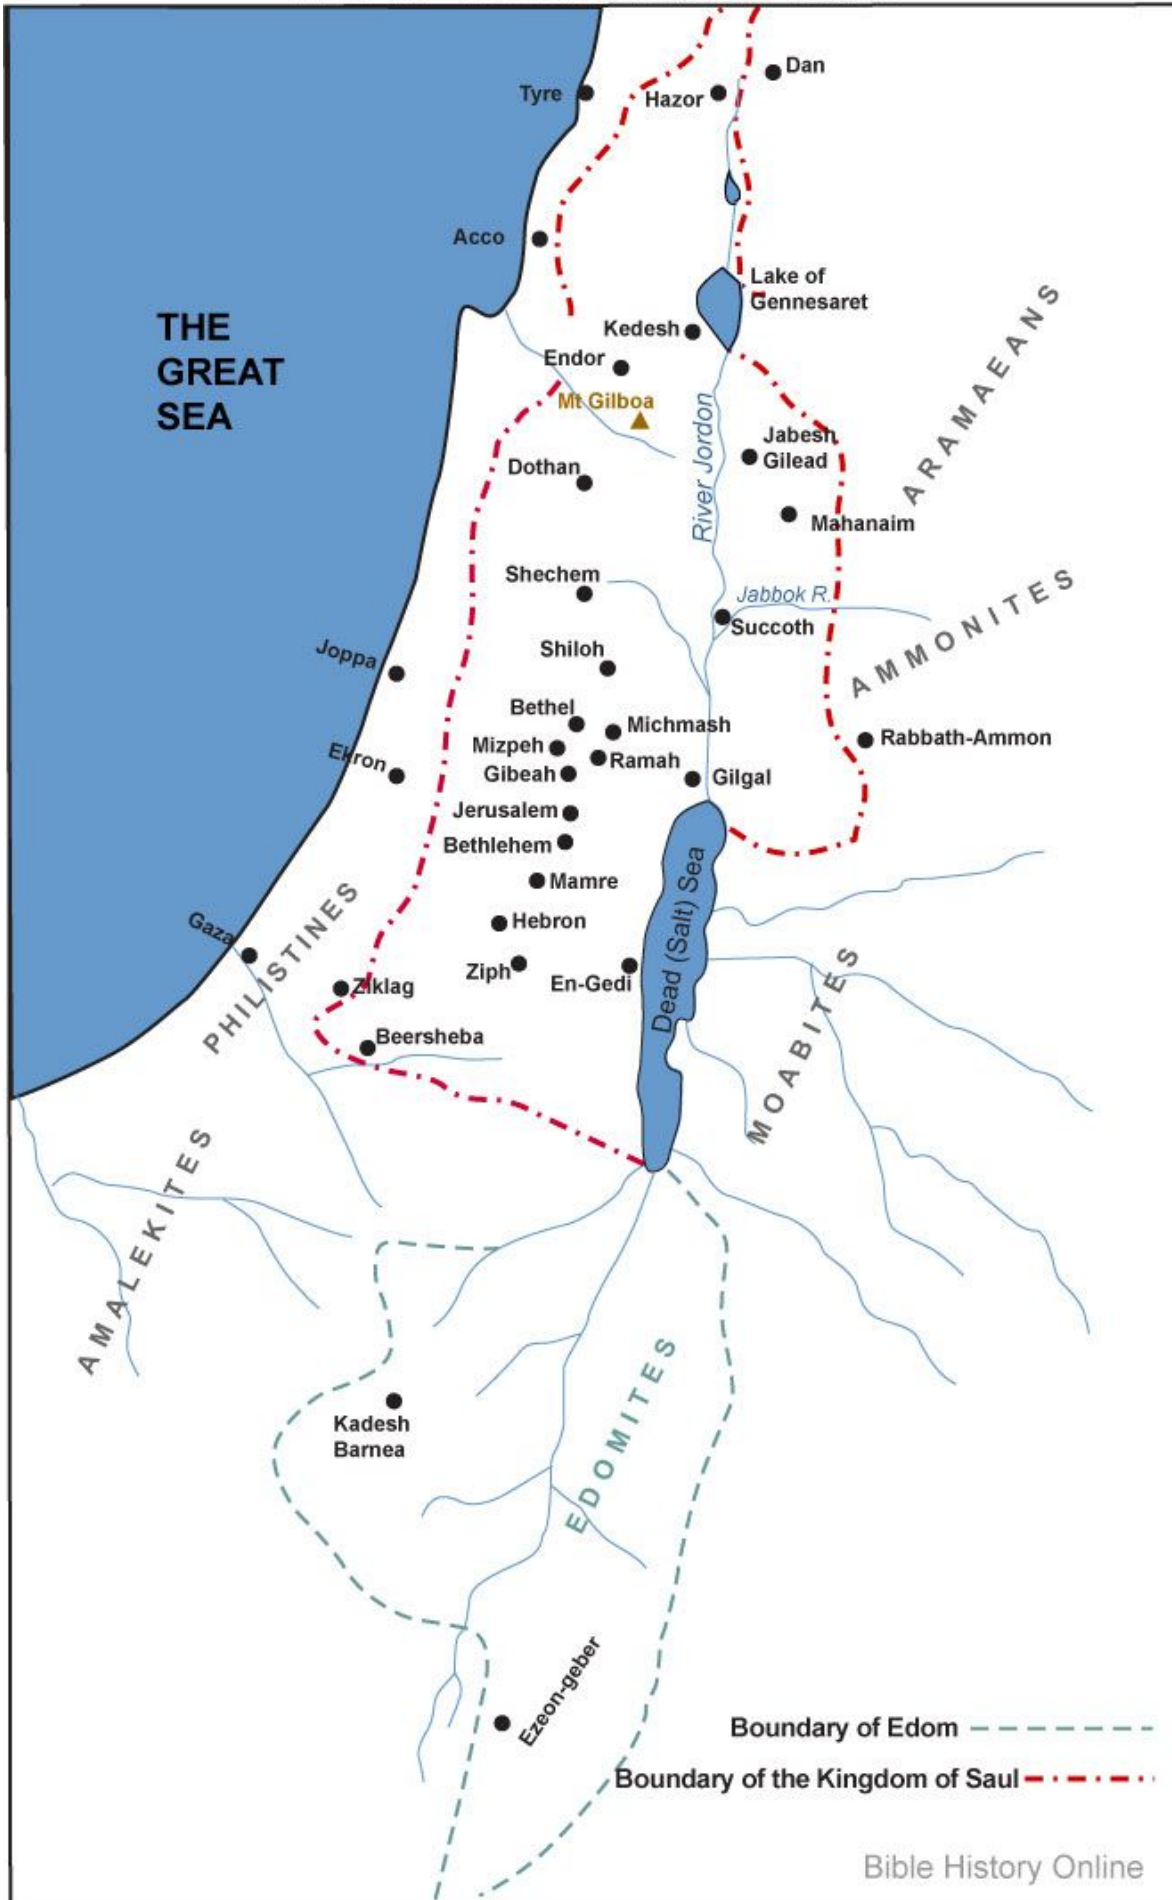 Dan
Tyre
Hazor
Acco
Lake of
Gennesaret
THE
GREAT
SEA
Kedesh
Endor
Mt Gilboa
ARAMAEANS
River Jordon
Jabesh
Gilead
Dothan
Mahanaim
Shechem
Jabbok R.
Succoth
AMMONITES
Shiloh
Joppa
Bethel
Michmash
Mizpeh
Ramah
Rabbath-Ammon
Ekron
Gibeah
Gilgal
Jerusalem
Bethlehem
Mamre
Dead (Salt) Sea
Hebron
Gaza
PHILISTINES
Ziph
En-Gedi
Ziklag
MOABITES
Beersheba
AMALEKITES
EDOMITES
Kadesh
Barnea
Ezeon-geber
Boundary of Edom
Boundary of the Kingdom of Saul
Bible History Online